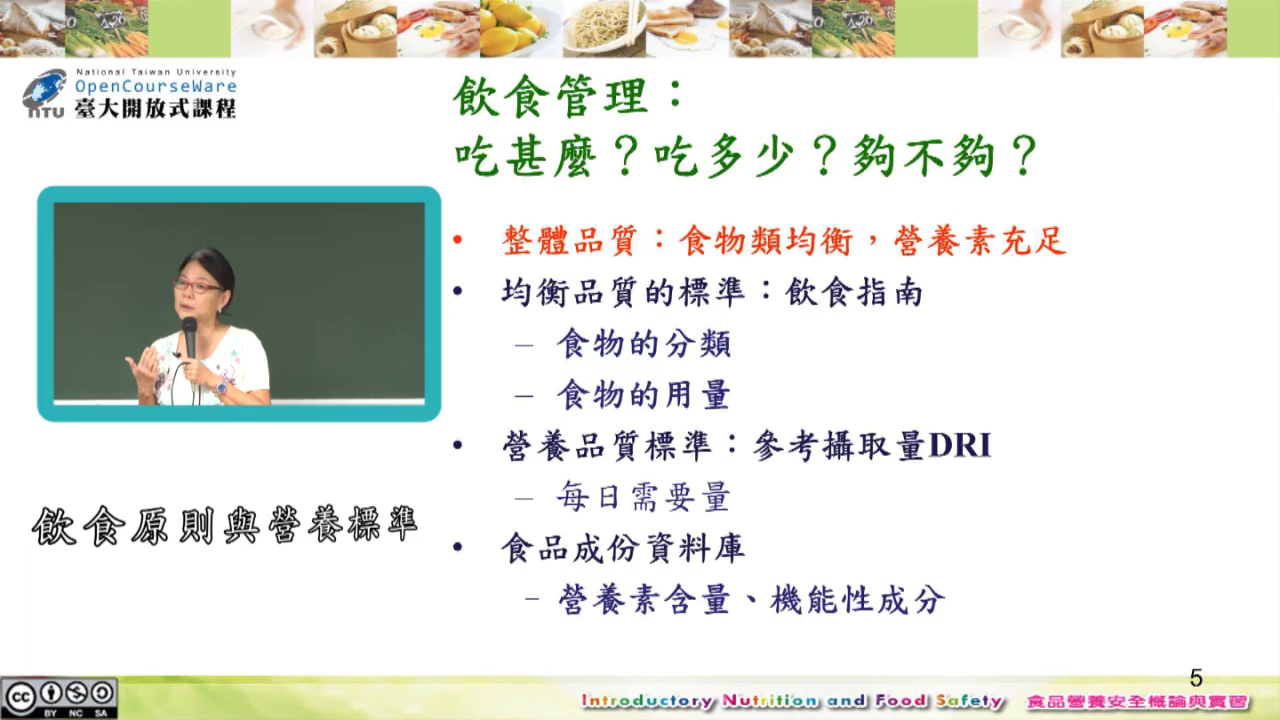 National Taiwan University
OpenCourseWare
NTU 臺大開放式課程
飲食管理：
吃甚麼？吃多少？夠不夠？
• 整體品質：食物類均衡，營養素充足
• 均衡品質的標準：飲食指南
– 食物的分類
– 食物的用量
• 營養品質標準：參考攝取量DRI
– 每日需要量
• 食品成份資料庫
– 營養素含量、機能性成分
飲食原則與營養標準
5
cc BY NC SA
Introductory Nutrition and Food Safety 食品營養安全概論與實習